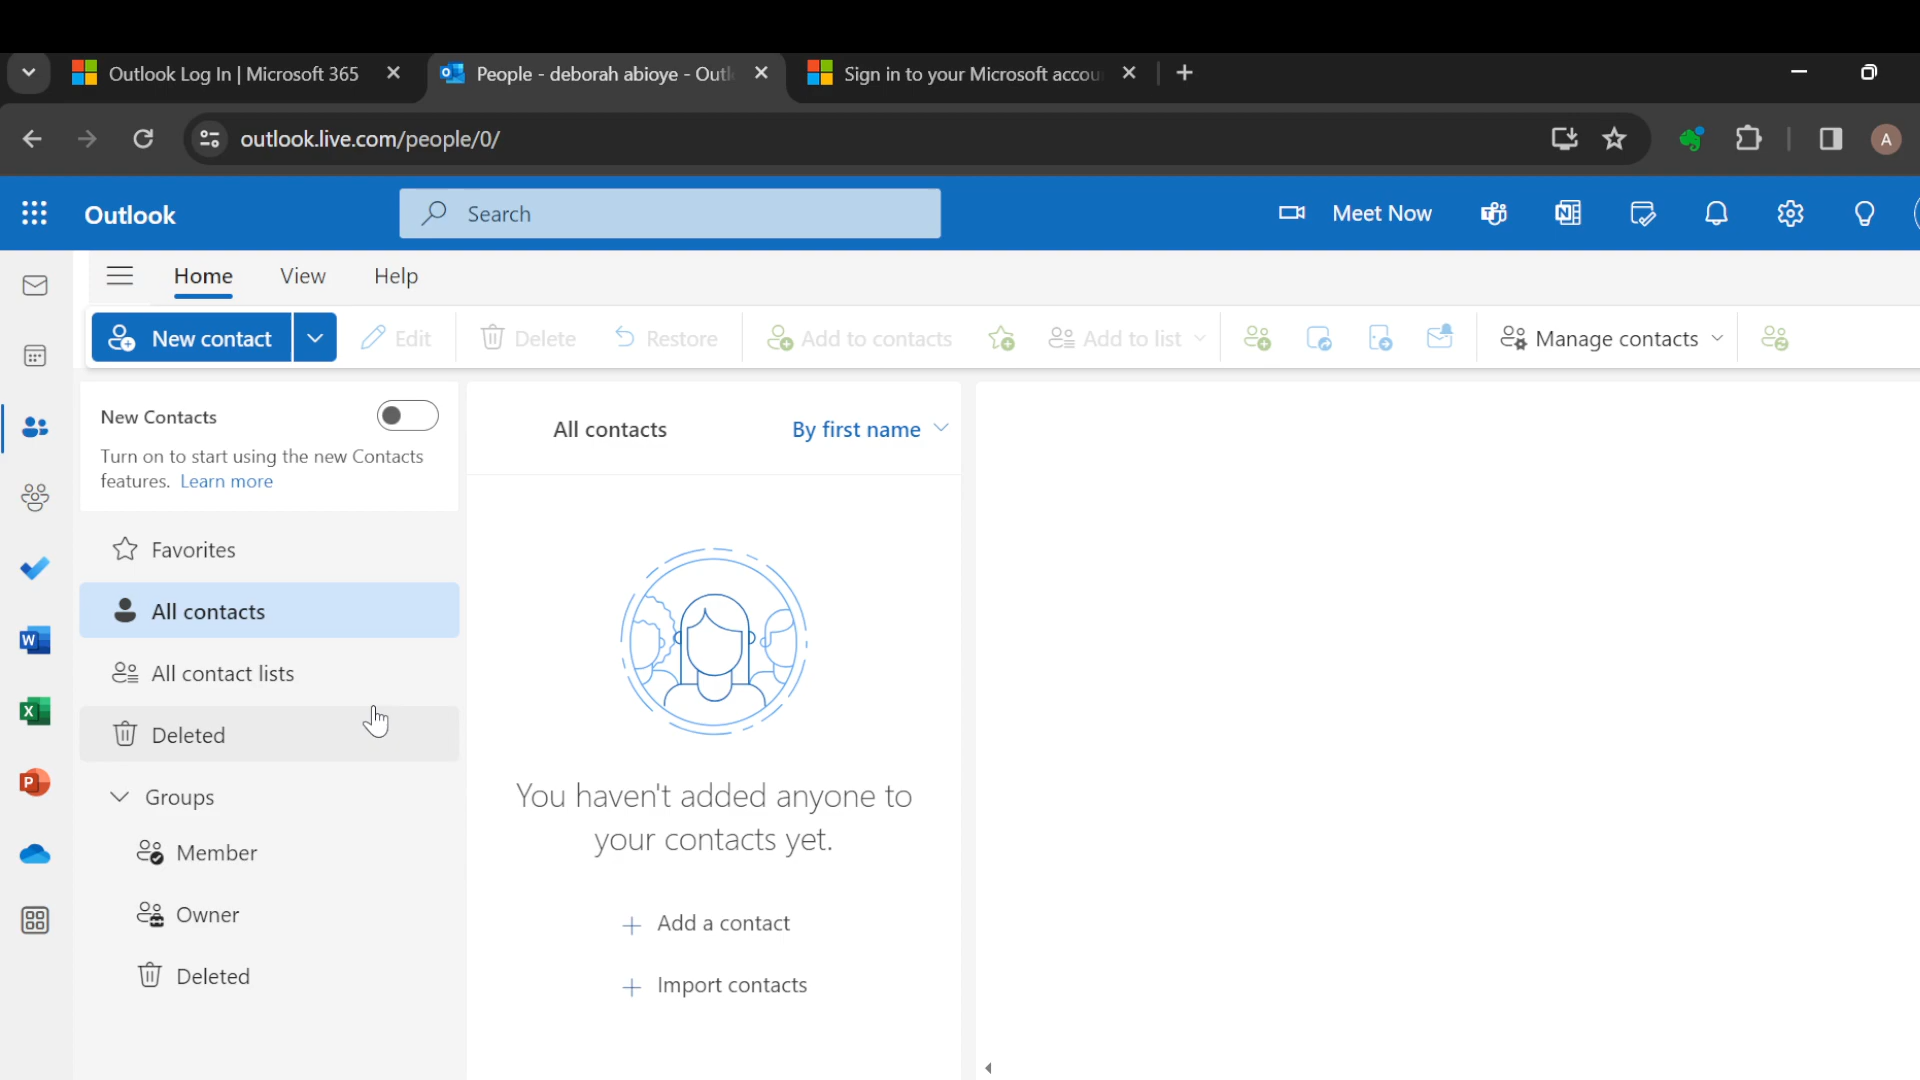 Outlook Log In | Microsoft 365
People - deborah abioye - Outl
Sign in to your Microsoft accou
outlook.live.com/people/0/
A
Outlook
Search
Meet Now
Home
View
Help
New contact
Edit
Delete
Restore
Add to contacts
Add to list
Manage contacts
New Contacts
Turn on to start using the new Contacts
features. Learn more
Favorites
All contacts
All contact lists
Deleted
Groups
Member
Owner
Deleted
All contacts
By first name
You haven't added anyone to
your contacts yet.
Add a contact
Import contacts